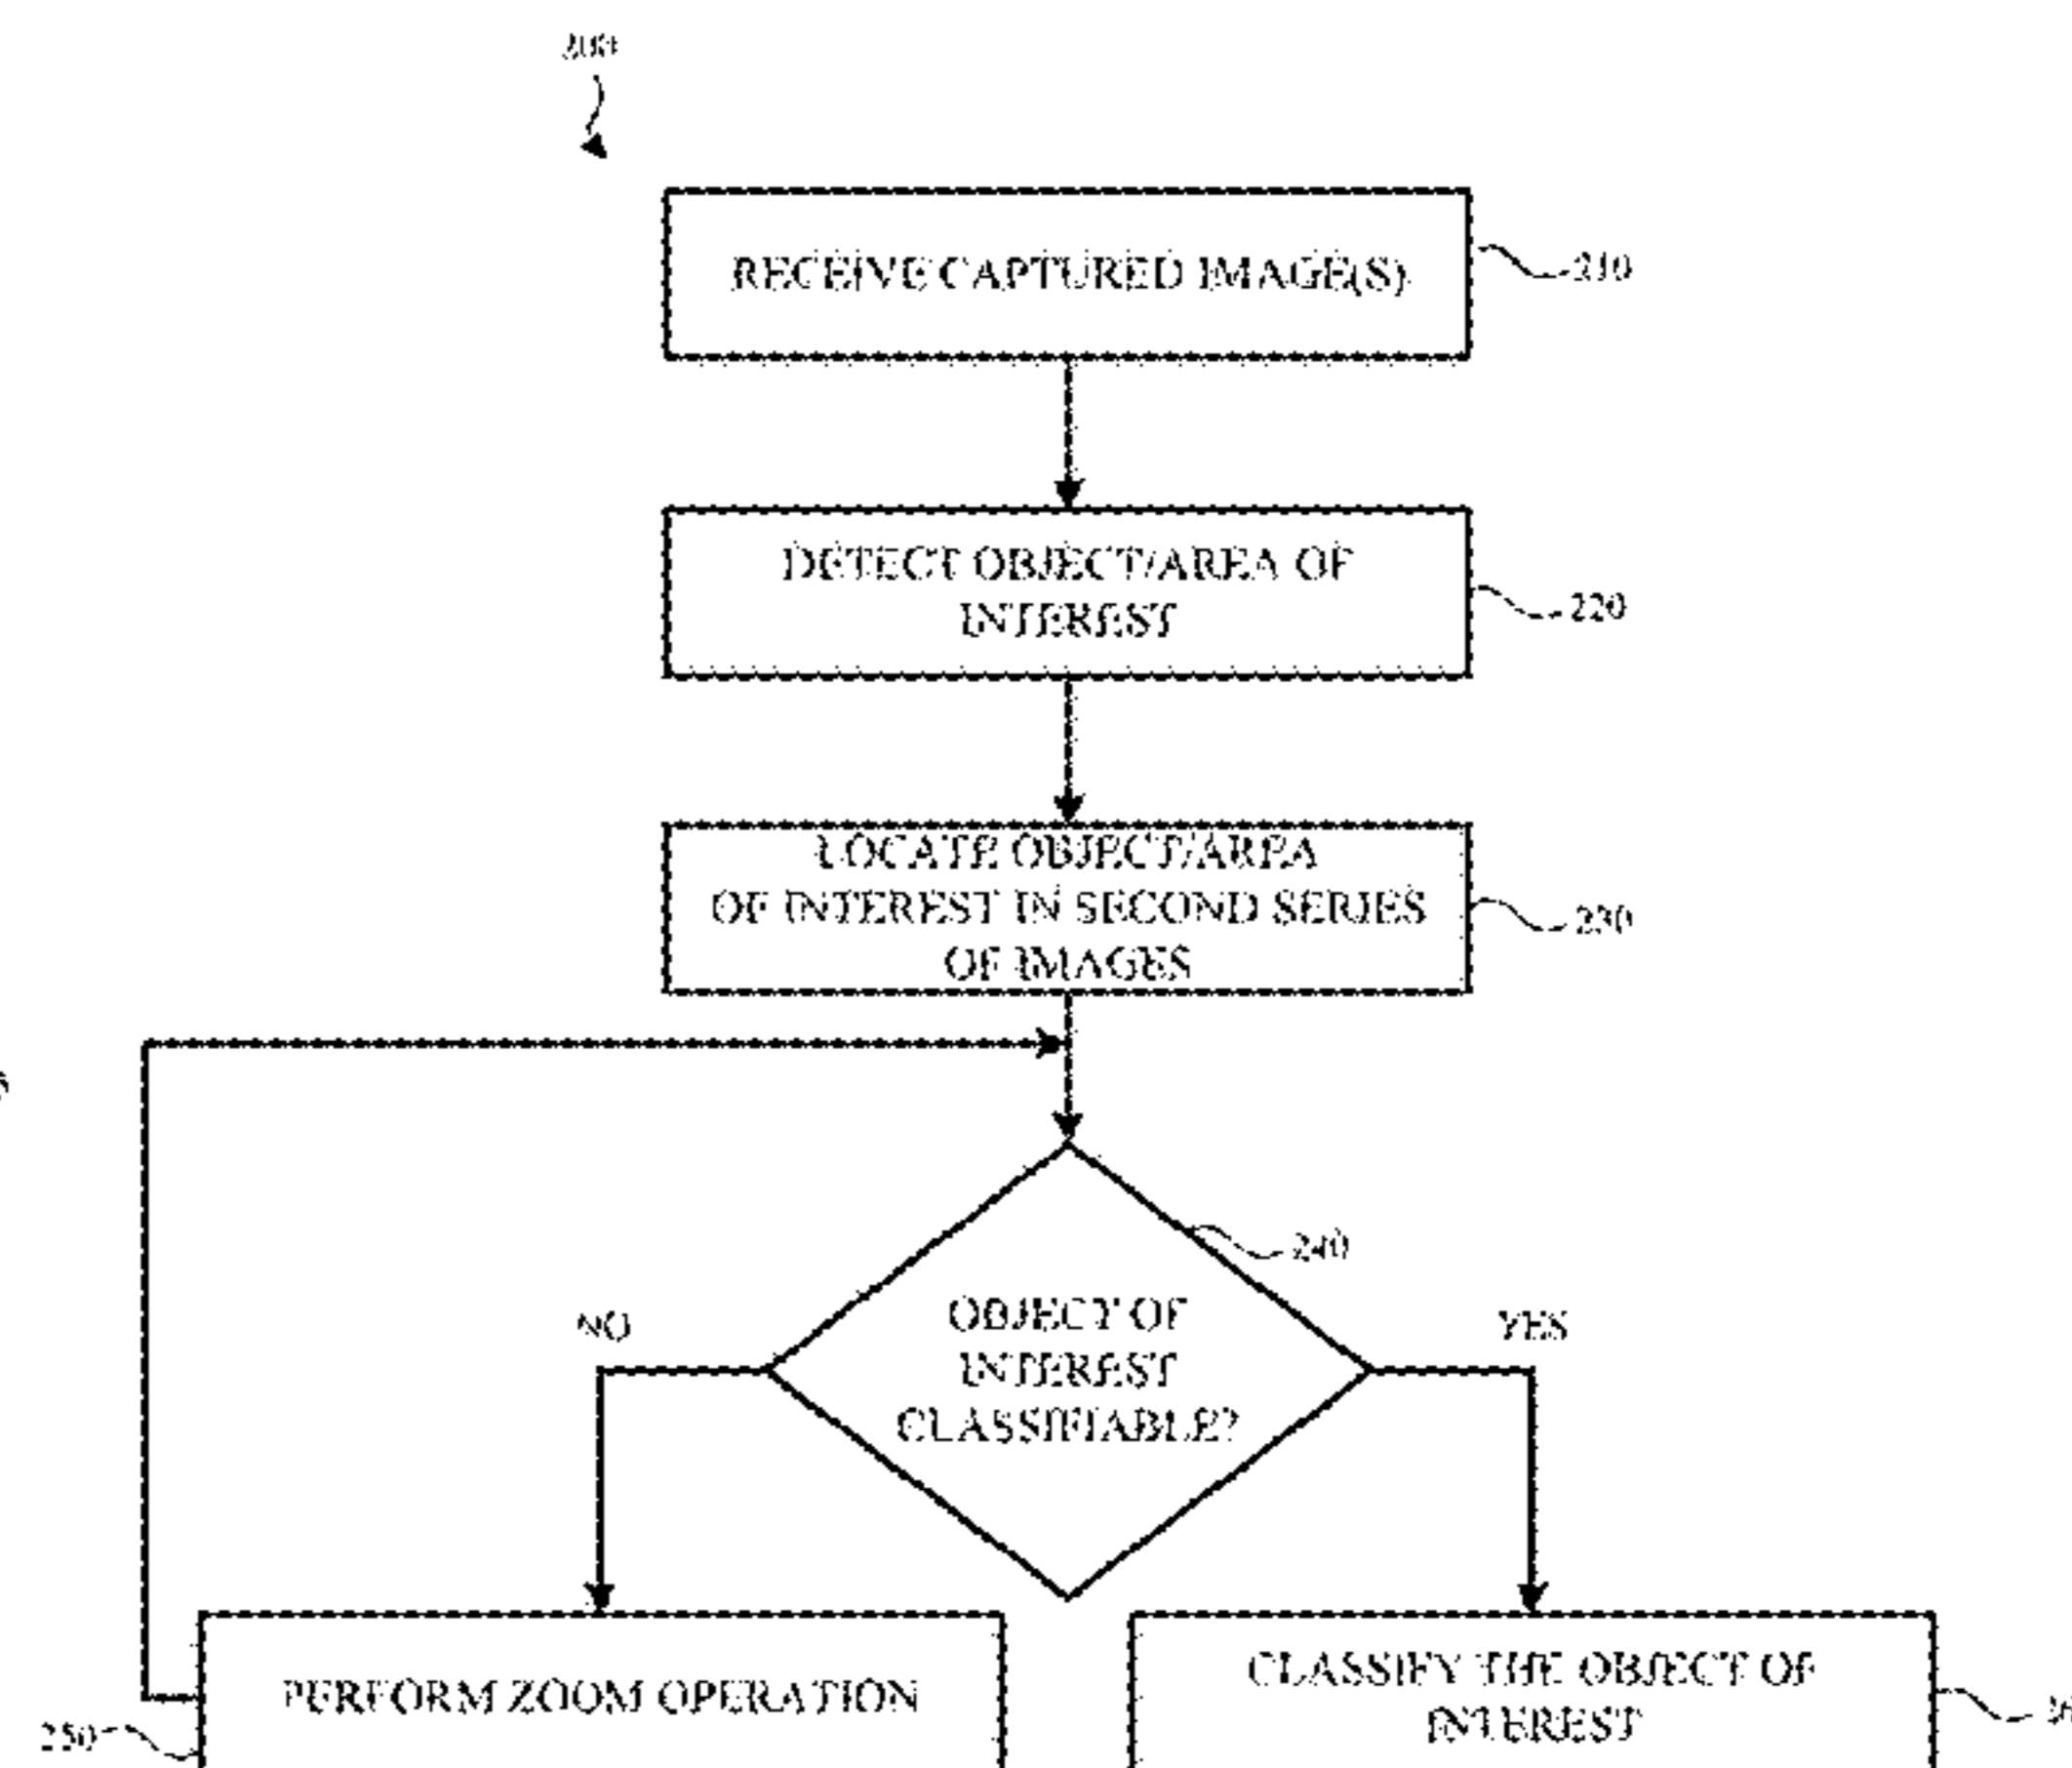 200
RECEIVE CAPTURED IMAGE(S)
210
DETECT OBJECT/AREA OF
INTEREST
220
LOCATE OBJECT/AREA
OF INTEREST IN SECOND SERIES
OF IMAGES
230
240
NO
OBJECT OF
INTEREST
CLASSIFIABLE?
YES
PERFORM ZOOM OPERATION
250
CLASSIFY THE OBJECT OF
INTEREST